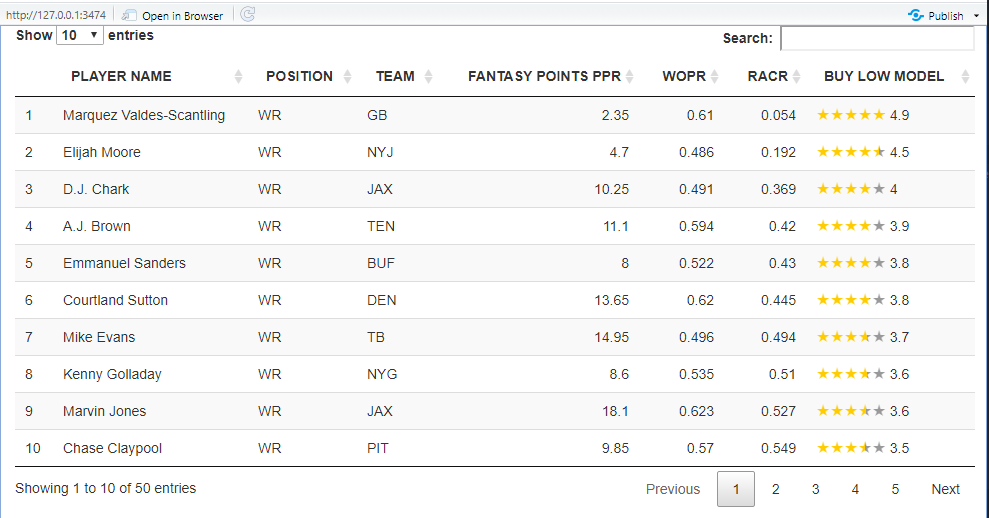 http://127.0.0.1:3474 Open in Browser Publish
Show 10 entries Search:
PLAYER NAME POSITION TEAM FANTASY POINTS PPR WOPR RACR BUY LOW MODEL
1 Marquez Valdes-Scantling WR GB 2.35 0.61 0.054 ★★★★★ 4.9
2 Elijah Moore WR NYJ 4.7 0.486 0.192 ★★★★★ 4.5
3 D.J. Chark WR JAX 10.25 0.491 0.369 ★★★★★ 4
4 A.J. Brown WR TEN 11.1 0.594 0.42 ★★★★★ 3.9
5 Emmanuel Sanders WR BUF 8 0.522 0.43 ★★★★★ 3.8
6 Courtland Sutton WR DEN 13.65 0.62 0.445 ★★★★★ 3.8
7 Mike Evans WR TB 14.95 0.496 0.494 ★★★★★ 3.7
8 Kenny Golladay WR NYG 8.6 0.535 0.51 ★★★★★ 3.6
9 Marvin Jones WR JAX 18.1 0.623 0.527 ★★★★★ 3.6
10 Chase Claypool WR PIT 9.85 0.57 0.549 ★★★★★ 3.5
Showing 1 to 10 of 50 entries Previous 1 2 3 4 5 Next